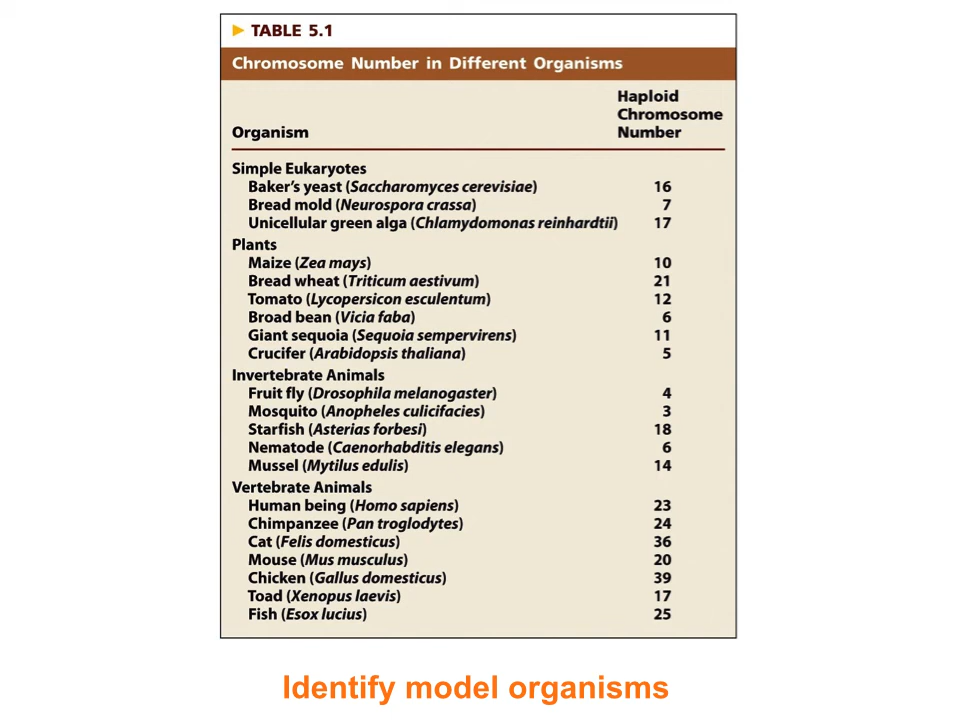 ► TABLE 5.1
Chromosome Number in Different Organisms
Haploid
Chromosome
Organism Number
Simple Eukaryotes
Baker's yeast (Saccharomyces cerevisiae) 16
Bread mold (Neurospora crassa) 7
Unicellular green alga (Chlamydomonas reinhardtii) 17
Plants
Maize (Zea mays) 10
Bread wheat (Triticum aestivum) 21
Tomato (Lycopersicon esculentum) 12
Broad bean (Vicia faba) 6
Giant sequoia (Sequoia sempervirens) 11
Crucifer (Arabidopsis thaliana) 5
Invertebrate Animals
Fruit fly (Drosophila melanogaster) 4
Mosquito (Anopheles culicifacies) 3
Starfish (Asterias forbesi) 18
Nematode (Caenorhabditis elegans) 6
Mussel (Mytilus edulis) 14
Vertebrate Animals
Human being (Homo sapiens) 23
Chimpanzee (Pan troglodytes) 24
Cat (Felis domesticus) 36
Mouse (Mus musculus) 20
Chicken (Gallus domesticus) 39
Toad (Xenopus laevis) 17
Fish (Esox lucius) 25
Identify model organisms